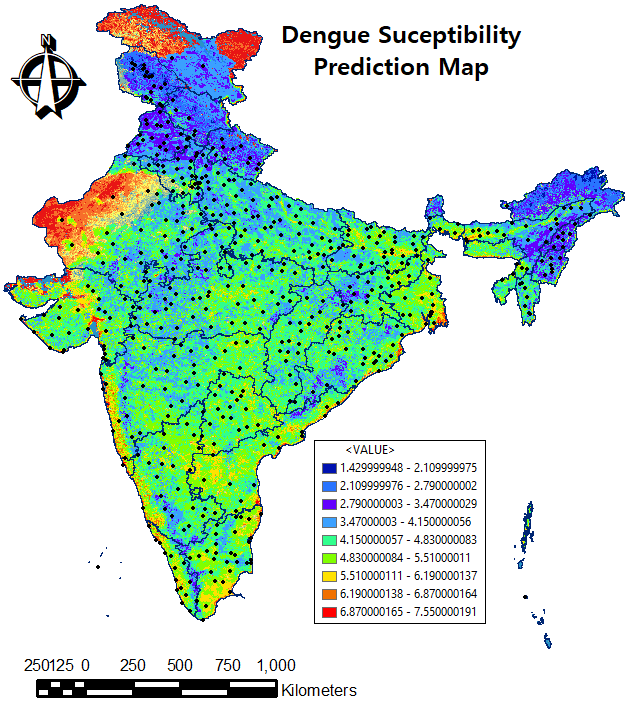 Dengue Suceptibility
Prediction Map
N
<VALUE>
1.429999948 - 2.109999975
2.109999976 - 2.790000002
2.790000003 - 3.470000029
3.47000003 - 4.150000056
4.150000057 - 4.830000083
4.830000084 - 5.51000011
5.510000111 - 6.190000137
6.190000138 - 6.870000164
6.870000165 - 7.550000191
250125 0 250 500 750 1,000
Kilometers